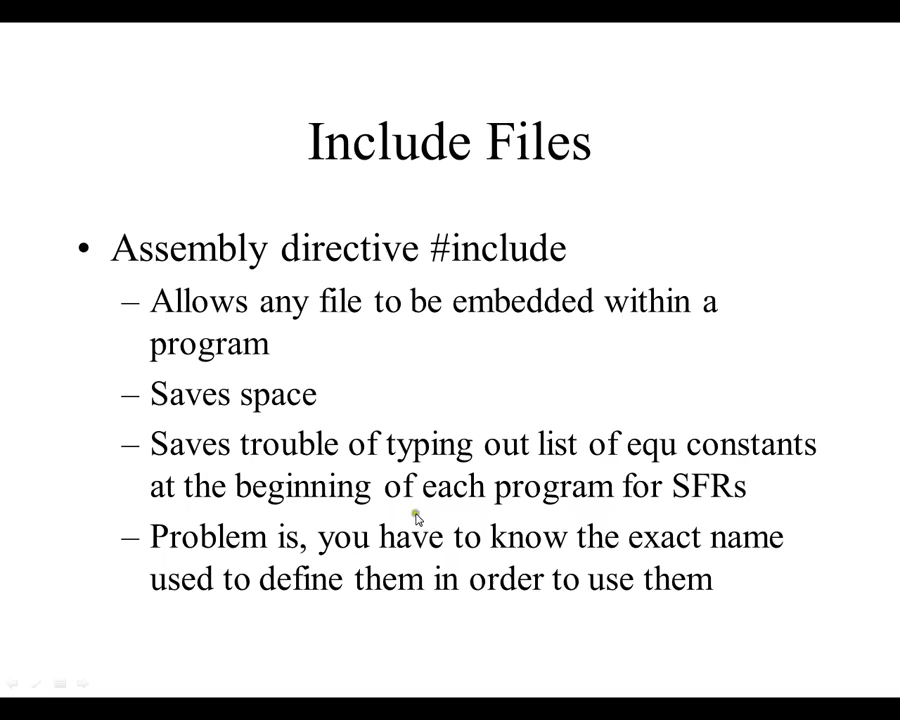 Include Files
• Assembly directive #include
– Allows any file to be embedded within a
program
– Saves space
– Saves trouble of typing out list of equ constants
at the beginning of each program for SFRs
– Problem is, you have to know the exact name
used to define them in order to use them